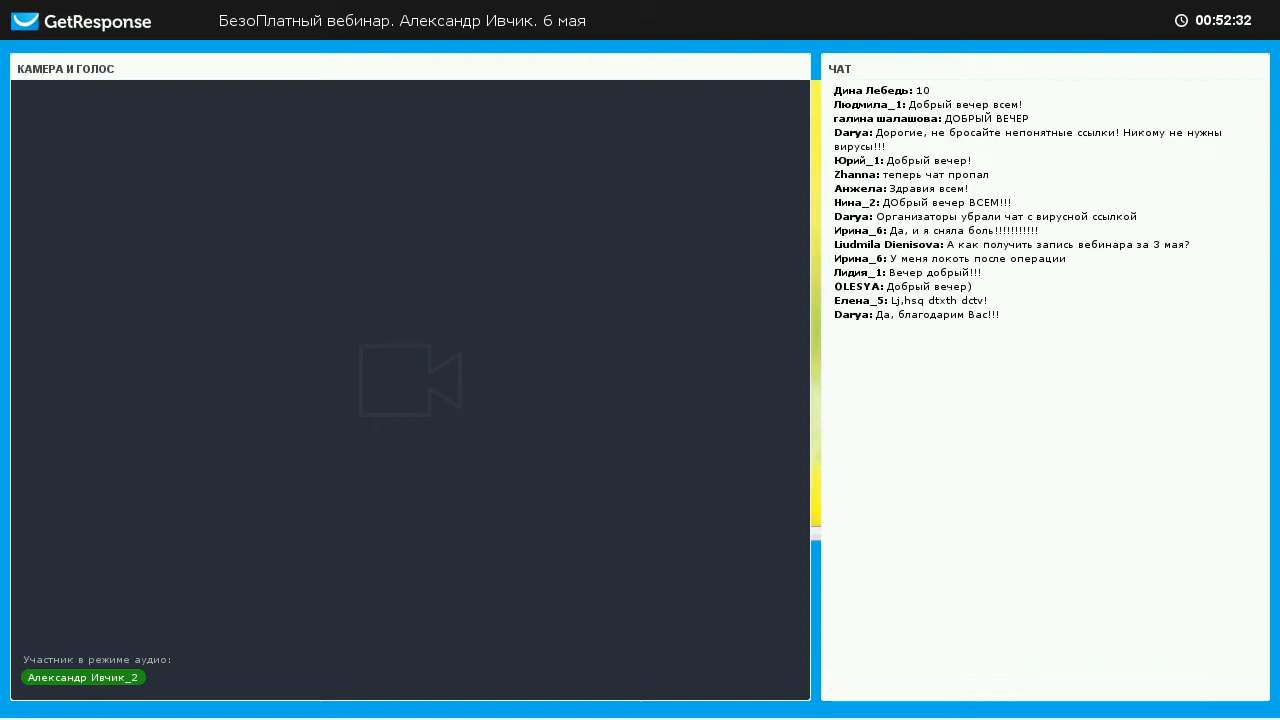 GetResponse
БезоПлатный вебинар. Александр Ивчик. 6 мая
00:52:32
КАМЕРА И ГОЛОС
Участник в режиме аудио:
Александр Ивчик_2
ЧАТ
Дина Лебедь: 10
Людмила_1: Добрый вечер всем!
галина шалашова: ДОБРЫЙ ВЕЧЕР
Darya: Дорогие, не бросайте непонятные ссылки! Никому не нужны
вирусы!!!
Юрий_1: Добрый вечер!
Zhanna: теперь чат пропал
Анжела: Здравия всем!
Нина_2: ДОбрый вечер ВСЕМ!!!
Darya: Организаторы убрали чат с вирусной ссылкой
Ирина_6: Да, и я сняла боль!!!!!!!!!!!
Liudmila Dienisova: А как получить запись вебинара за 3 мая?
Ирина_6: У меня локоть после операции
Лидия_1: Вечер добрый!!!
OLESYA: Добрый вечер)
Елена_5: Lj,hsq dtxth dctv!
Darya: Да, благодарим Вас!!!